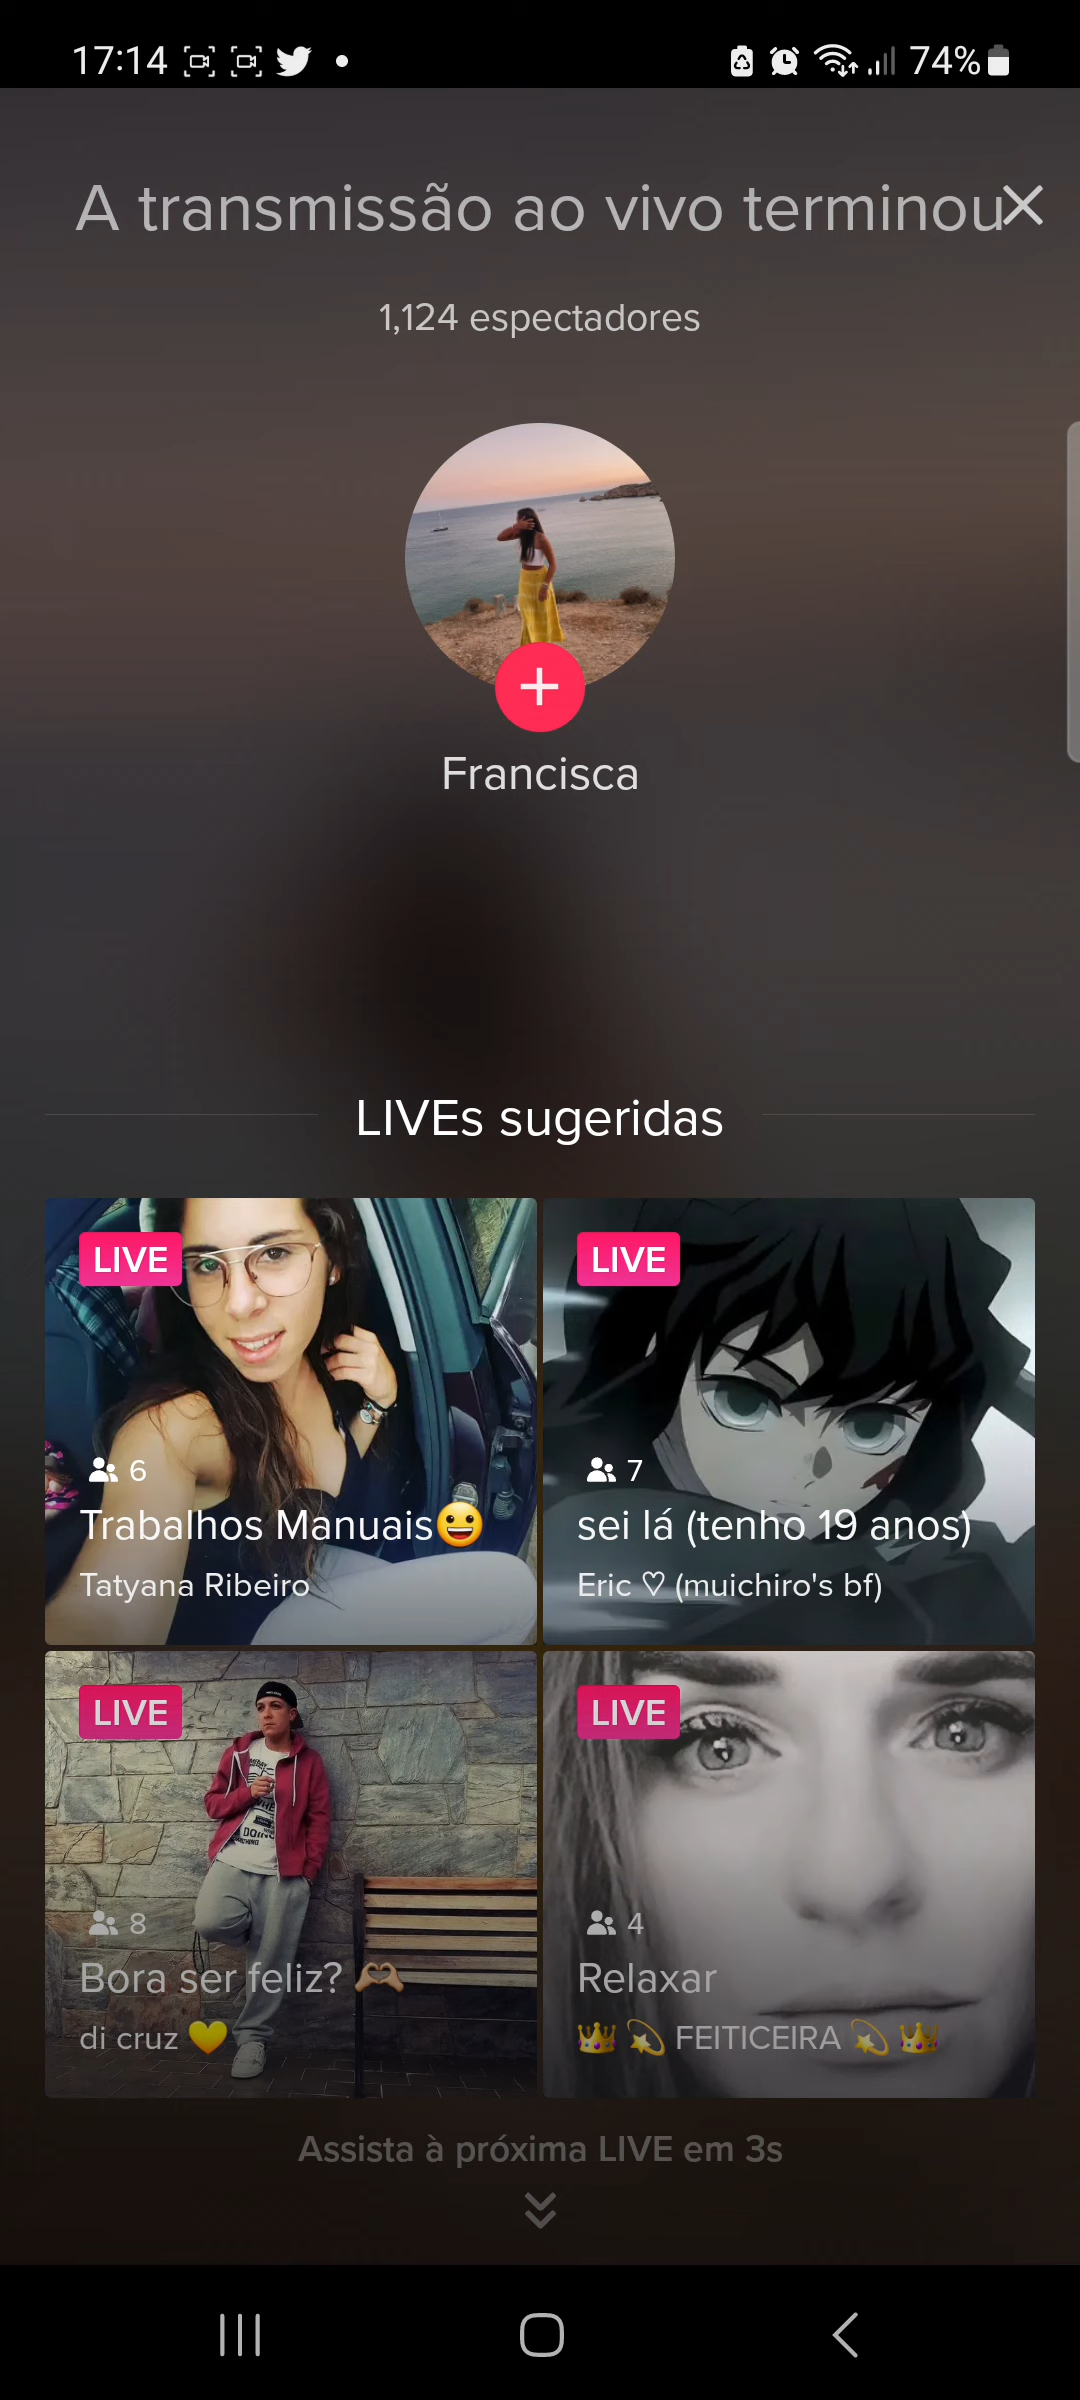 17:14
74%
A transmissão ao vivo terminou
1,124 espectadores
Francisca
LIVEs sugeridas
LIVE
6
Trabalhos Manuais😀
Tatyana Ribeiro
LIVE
7
sei lá (tenho 19 anos)
Eric ♡ (muichiro's bf)
LIVE
8
Bora ser feliz? 🫶🏼
di cruz 💛
LIVE
4
Relaxar
👑 💫 FEITICEIRA 💫 👑
Assista à próxima LIVE em 3s